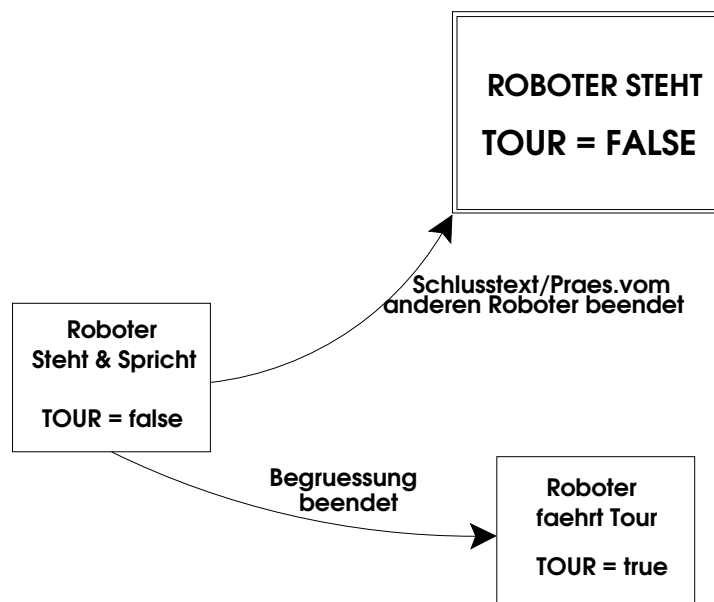 ROBOTER STEHT
TOUR = FALSE
Schlusstext/Praes.vom
anderen Roboter beendet
Roboter
Steht & Spricht
TOUR = false
Begruessung
beendet
Roboter
faehrt Tour
TOUR = true